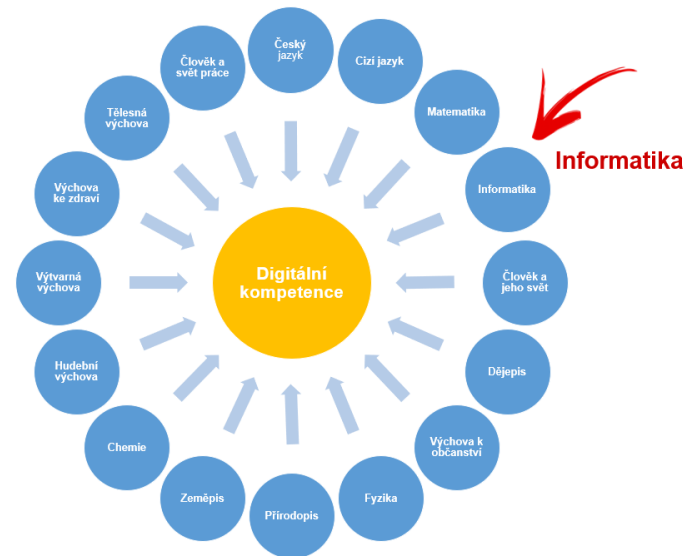 Český
jazyk
Cizí jazyk
Matematika
Informatika
Informatika
Člověk a
jeho svět
Dějepis
Výchova k
občanství
Fyzika
Přírodopis
Zeměpis
Chemie
Hudební
výchova
Výtvarná
výchova
Výchova
ke zdraví
Tělesná
výchova
Člověk a
svět práce
Digitální
kompetence